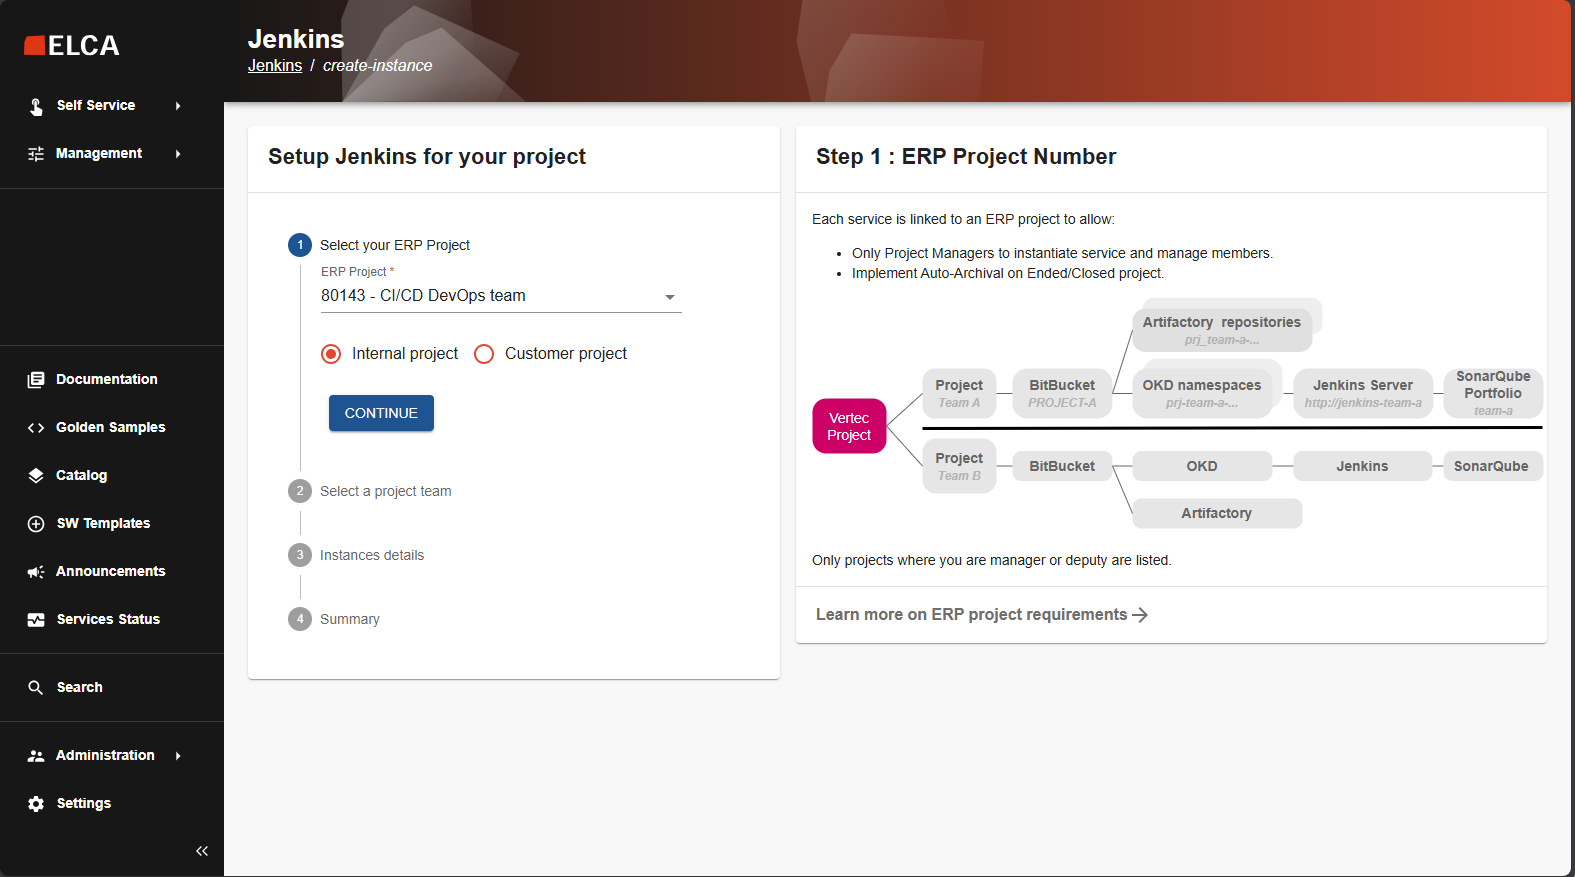 ELCA
Self Service
Management
Documentation
Golden Samples
Catalog
SW Templates
Announcements
Services Status
Search
Administration
Settings
Jenkins
Jenkins / create-instance
Setup Jenkins for your project
1 Select your ERP Project
ERP Project *
80143 - CI/CD DevOps team
Internal project Customer project
CONTINUE
2 Select a project team
3 Instances details
4 Summary
Step 1 : ERP Project Number
Each service is linked to an ERP project to allow:
• Only Project Managers to instantiate service and manage members.
• Implement Auto-Archival on Ended/Closed project.
Vertec
Project
Project
Team A
BitBucket
PROJECT-A
Artifactory repositories
prj_team-a-...
OKD namespaces
prj-team-a-...
Jenkins Server
http://jenkins-team-a
SonarQube
Portfolio
team-a
Project
Team B
BitBucket
OKD
Jenkins
SonarQube
Artifactory
Only projects where you are manager or deputy are listed.
Learn more on ERP project requirements